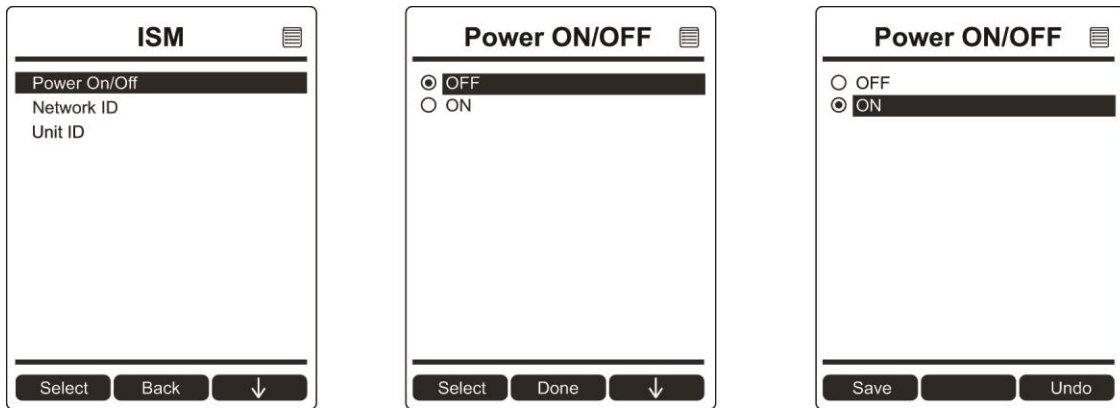 ISM
Power On/Off
Network ID
Unit ID
Select Back ↓
Power ON/OFF
OFF
ON
Select Done ↓
Power ON/OFF
OFF
ON
Save Undo